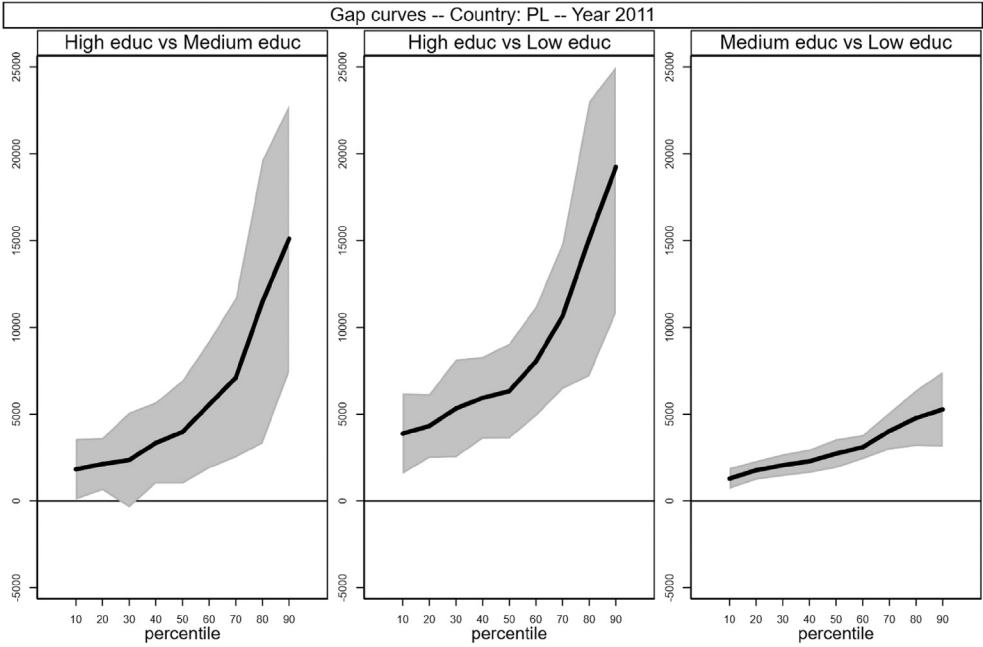 Gap curves -- Country: PL -- Year 2011
High educ vs Medium educ
High educ vs Low educ
Medium educ vs Low educ
25000
20000
15000
10000
5000
0
-5000
25000
20000
15000
10000
5000
0
-5000
25000
20000
15000
10000
5000
0
-5000
10 20 30 40 50 60 70 80 90
10 20 30 40 50 60 70 80 90
10 20 30 40 50 60 70 80 90
percentile
percentile
percentile